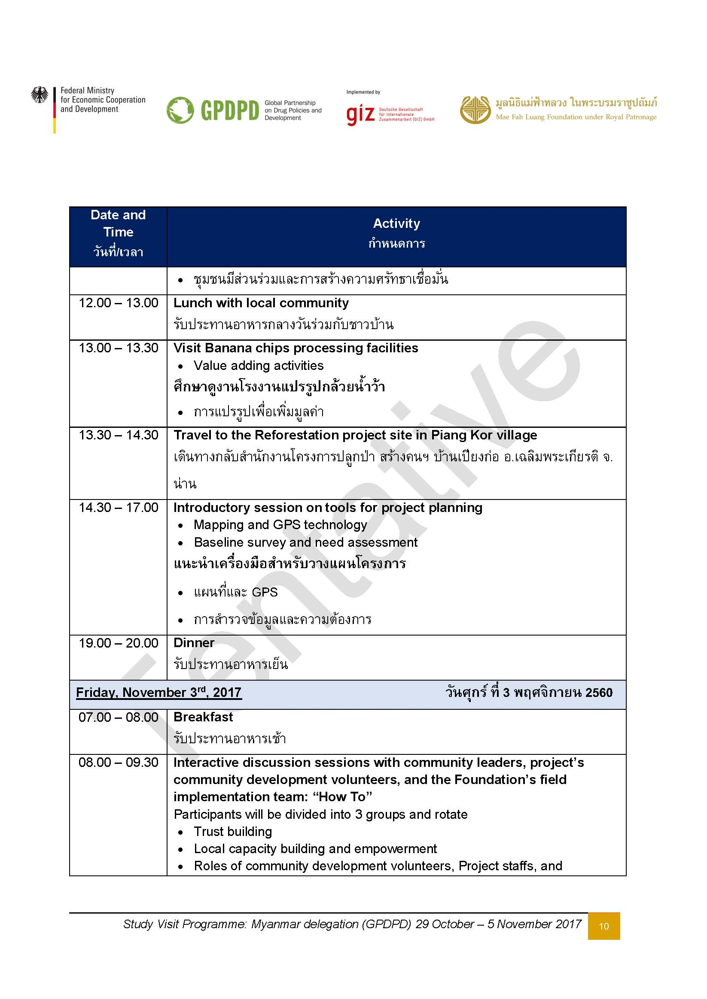 Federal Ministry
for Economic Cooperation
and Development
GPDPD
Global Partnership
on Drug Policies and
Development
Implemented by
giz
Deutsche Gesellschaft
für Internationale
Zusammenarbeit (GIZ) GmbH
มูลนิธิแม่ฟ้าหลวง ในพระบรมราชูปถัมภ์
Mae Fah Luang Foundation under Royal Patronage
Date and
Time
วันที่/เวลา
Activity
กำหนดการ
• ชุมชนมีส่วนร่วมและการสร้างความศรัทธาเชื่อมั่น
12.00 – 13.00
Lunch with local community
รับประทานอาหารกลางวันร่วมกับชาวบ้าน
13.00 – 13.30
Visit Banana chips processing facilities
• Value adding activities
ศึกษาดูงานโรงงานแปรรูปกล้วยน้ำว้า
• การแปรรูปเพื่อเพิ่มมูลค่า
13.30 – 14.30
Travel to the Reforestation project site in Piang Kor village
เดินทางกลับสำนักงานโครงการปลูกป่า สร้างคนฯ บ้านเปียงก่อ อ.เฉลิมพระเกียรติ จ.
น่าน
14.30 – 17.00
Introductory session on tools for project planning
• Mapping and GPS technology
• Baseline survey and need assessment
แนะนำเครื่องมือสำหรับวางแผนโครงการ
• แผนที่และ GPS
• การสำรวจข้อมูลและความต้องการ
19.00 – 20.00
Dinner
รับประทานอาหารเย็น
Friday, November 3rd, 2017 วันศุกร์ ที่ 3 พฤศจิกายน 2560
07.00 – 08.00
Breakfast
รับประทานอาหารเช้า
08.00 – 09.30
Interactive discussion sessions with community leaders, project’s
community development volunteers, and the Foundation’s field
implementation team: “How To”
Participants will be divided into 3 groups and rotate
• Trust building
• Local capacity building and empowerment
• Roles of community development volunteers, Project staffs, and
Tentative
Study Visit Programme: Myanmar delegation (GPDPD) 29 October – 5 November 2017
10